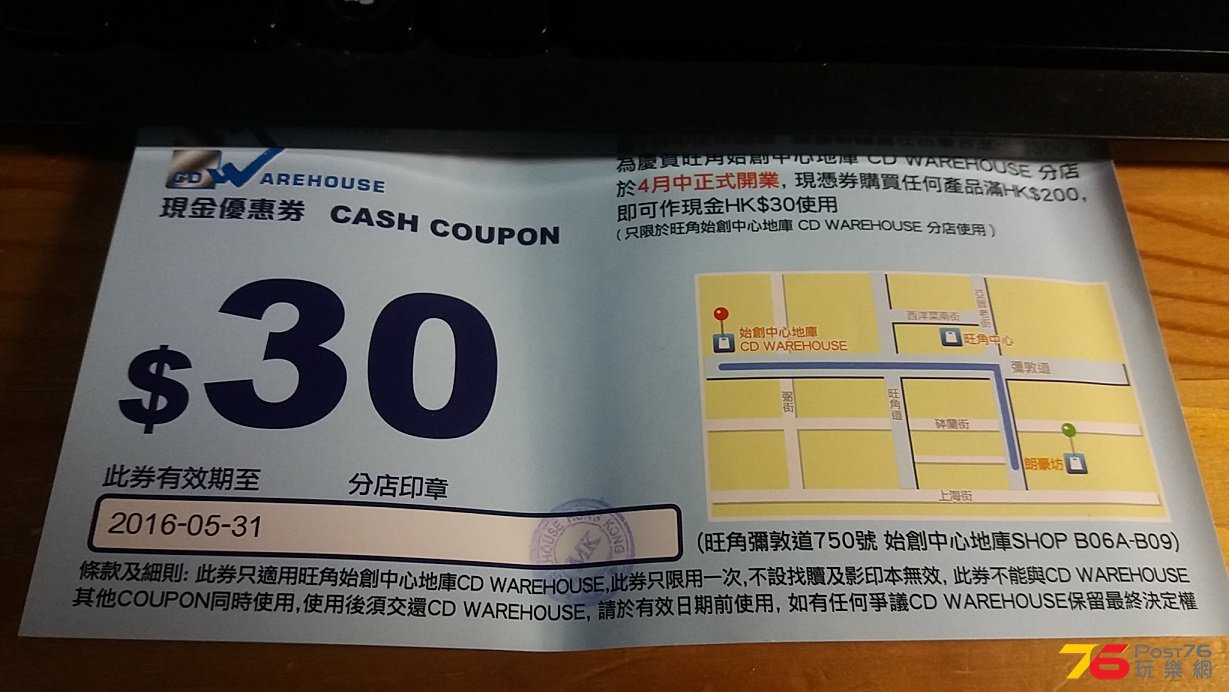 CD WAREHOUSE
現金優惠券 CASH COUPON
$30
此券有效期至 分店印章
2016-05-31
HOUSE HONG KONG
MK
為慶賀旺角始創中心地庫 CD WAREHOUSE 分店
於4月中正式開業, 現憑券購買任何產品滿HK$200,
即可作現金HK$30使用
(只限於旺角始創中心地庫 CD WAREHOUSE 分店使用)
始創中心地庫
CD WAREHOUSE
西洋菜南街
亞皆老街
旺角中心
彌敦道
弼街
旺角道
砵蘭街
朗豪坊
上海街
(旺角彌敦道750號 始創中心地庫SHOP B06A-B09)
條款及細則: 此券只適用旺角始創中心地庫CD WAREHOUSE,此券只限用一次,不設找贖及影印本無效, 此券不能與CD WAREHOUSE
其他COUPON同時使用,使用後須交還CD WAREHOUSE, 請於有效日期前使用, 如有任何爭議CD WAREHOUSE保留最終決定權
76 POST76
玩樂網